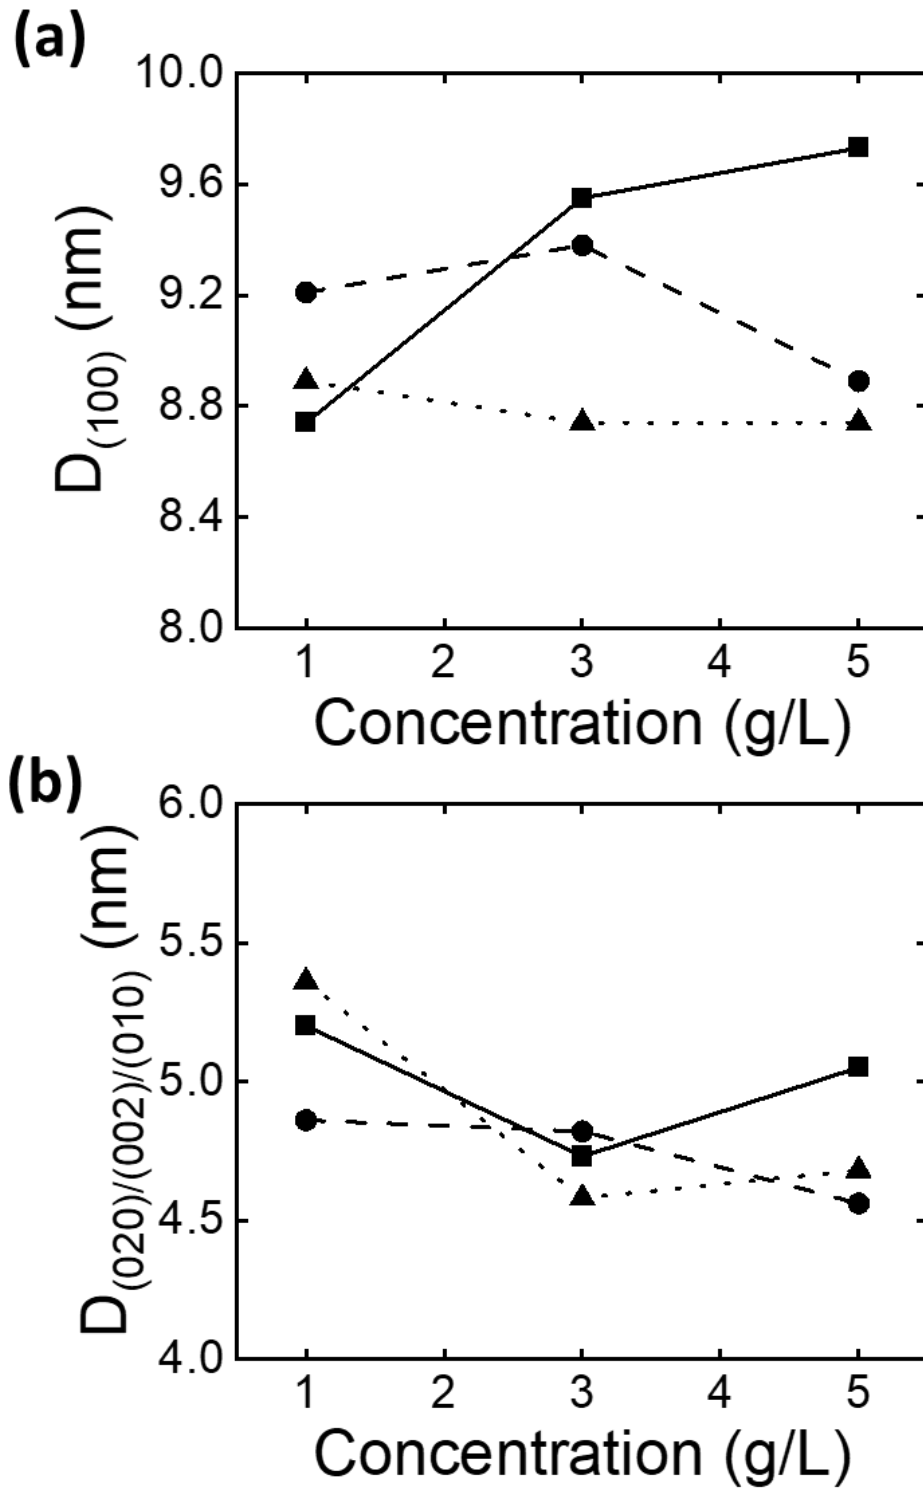 (a)
10.0
9.6
9.2
8.8
8.4
8.0
D(100) (nm)
1 2 3 4 5
Concentration (g/L)
(b)
6.0
5.5
5.0
4.5
4.0
D(020)/(002)/(010) (nm)
1 2 3 4 5
Concentration (g/L)